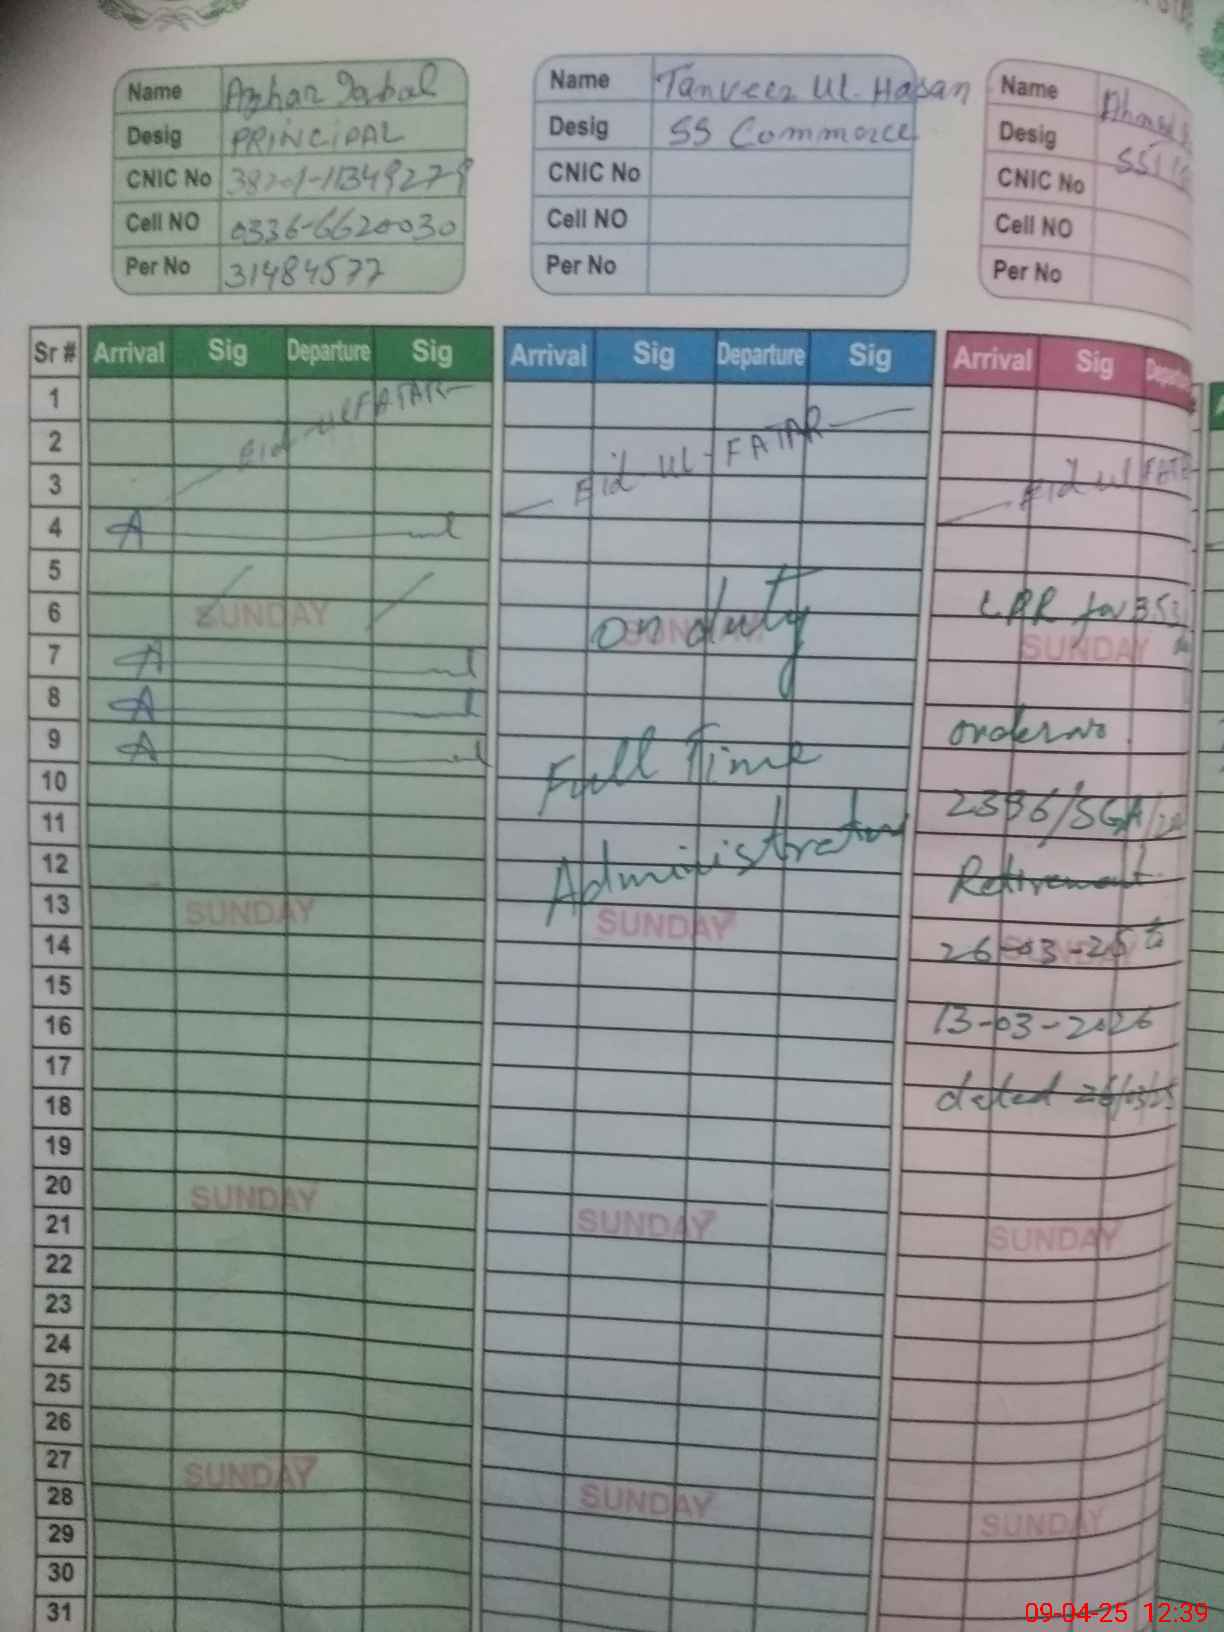 Name Azhar Iqbal
Desig PRINCIPAL
CNIC No
Cell NO 0336-6620030
Per No 31484577
Name Tanveer Ul-Hasan
Desig SS Commerce
CNIC No
Cell NO
Per No
Name Ahmad
Desig
CNIC No
Cell NO
Per No
Sr # Arrival Sig Departure Sig
Arrival Sig Departure Sig
Arrival Sig
1
2
3
4
5
6
7
8
9
10
11
12
13
14
15
16
17
18
19
20
21
22
23
24
25
26
27
28
29
30
31
Eid ul FATAR
A
SUNDAY
A
A
A
SUNDAY
SUNDAY
SUNDAY
Eid ul-FATAR
on duty
SUNDAY
Full Time
Administrator
SUNDAY
SUNDAY
SUNDAY
Eid ul FATA
LPR for
SUNDAY
order no.
Retirement
26-03-25 to
SUNDAY
13-03-2026
dated 26/03/25
SUNDAY
SUNDAY
09-04-25 12:39